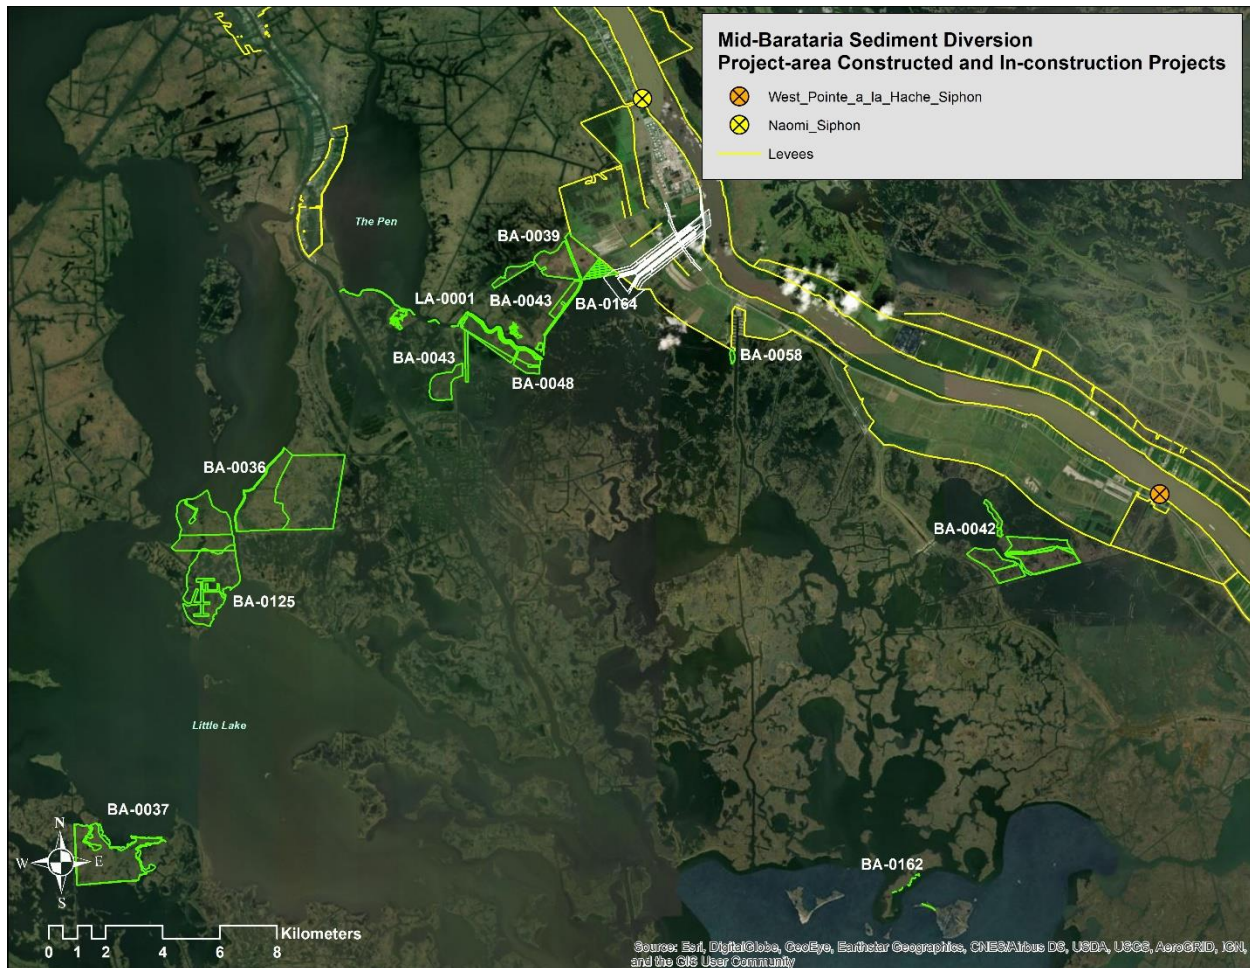 Mid-Barataria Sediment Diversion
Project-area Constructed and In-construction Projects
West_Pointe_a_la_Hache_Siphon
Naomi_Siphon
Levees
The Pen
BA-0039
LA-0001
BA-0043
BA-0164
BA-0043
BA-0048
BA-0058
BA-0036
BA-0042
BA-0125
Little Lake
BA-0037
N
W
E
S
BA-0162
Kilometers
0 1 2 4 6 8
Source: Esri, DigitalGlobe, GeoEye, Earthstar Geographics, CNES/Airbus DS, USDA, USGS, AeroGRID, IGN,
and the GIS User Community